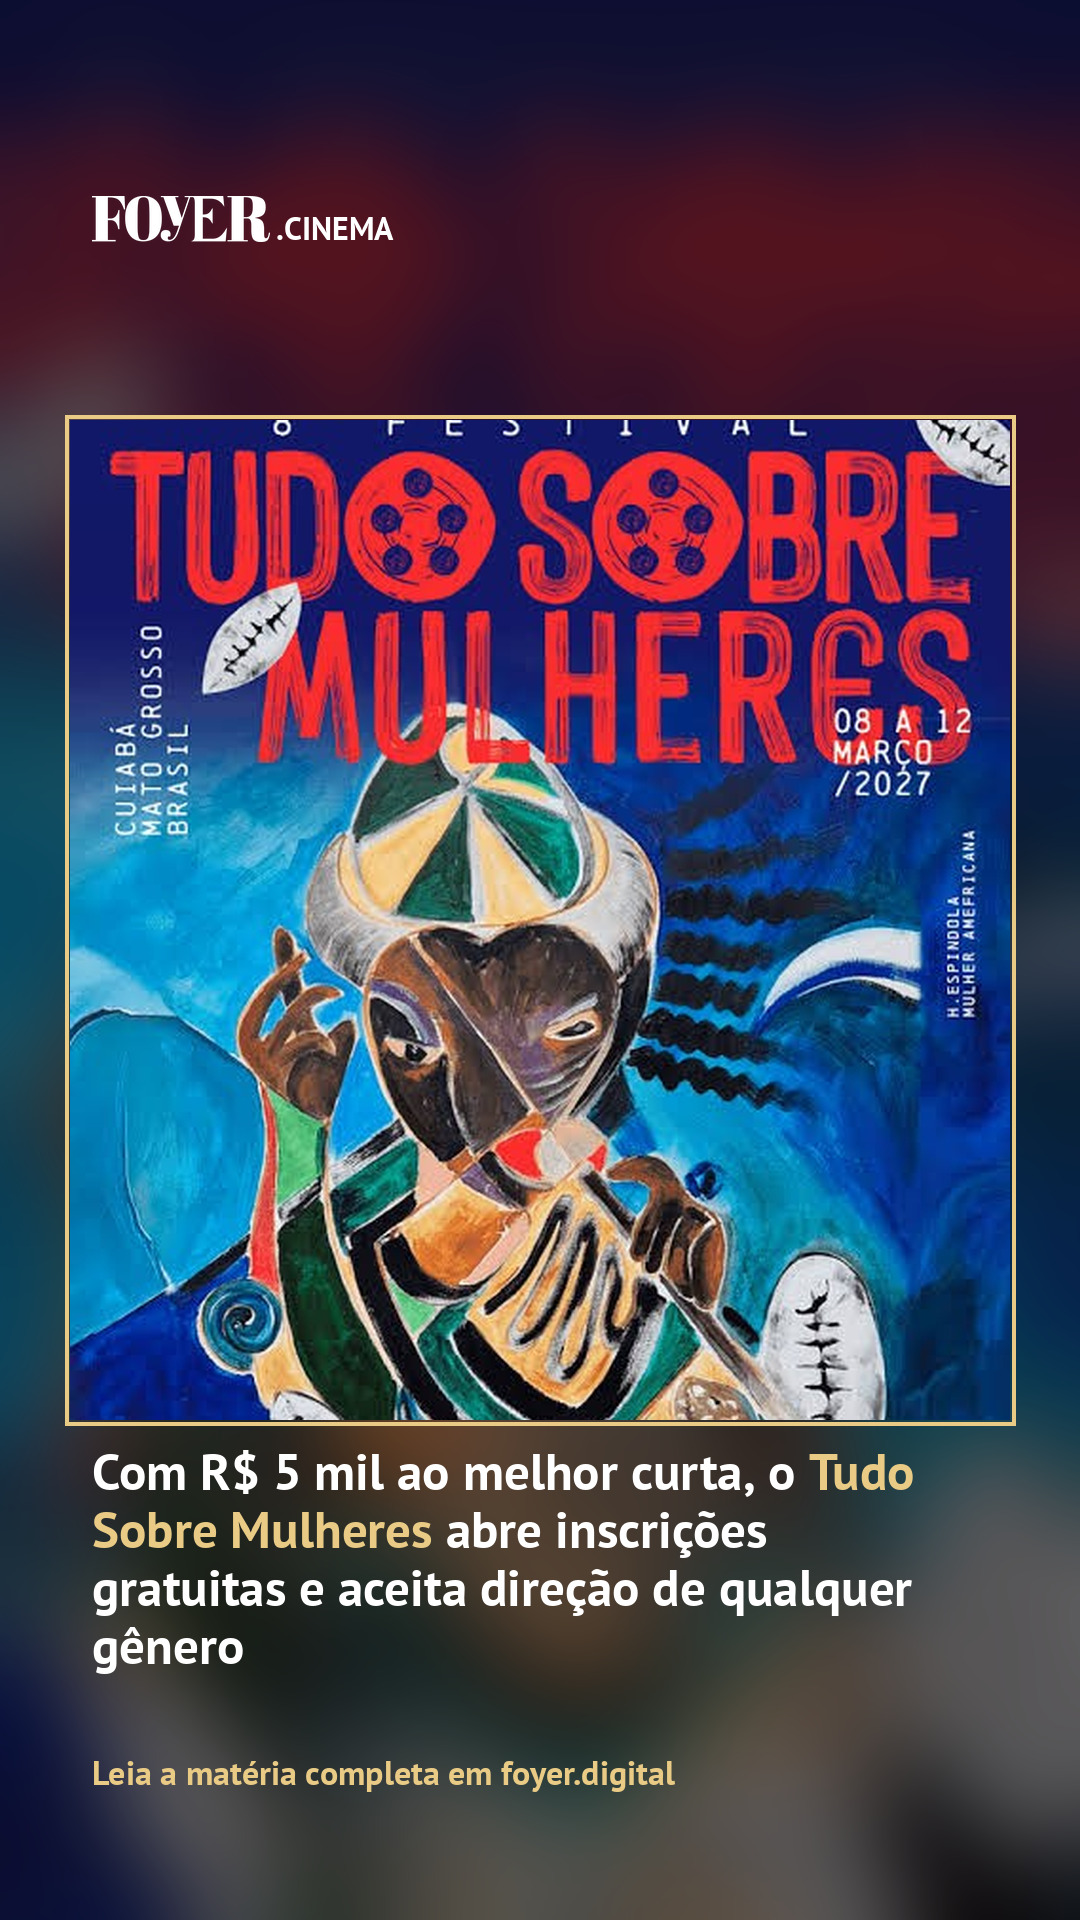 FOYER.CINEMA
FESTIVAL
TUDO SOBRE
MULHERES
CUIABÁ
MATO GROSSO
BRASIL
08 A 12
MARÇO
/2027
H.ESPINDOLA
MULHER AMEFRICANA
Com R$ 5 mil ao melhor curta, o Tudo
Sobre Mulheres abre inscrições
gratuitas e aceita direção de qualquer
gênero
Leia a matéria completa em foyer.digital